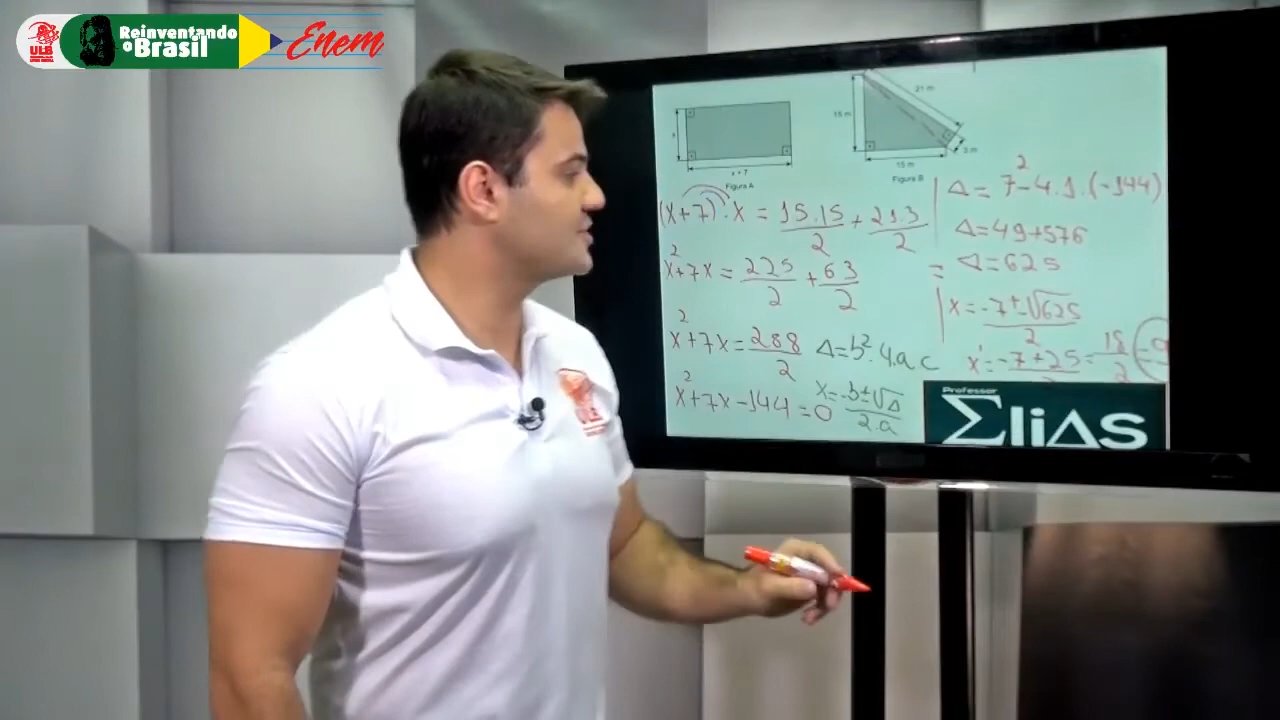 ULB
Reinventando
o Brasil
Enem
21 m
15 m
3 m
x
x + 7
15 m
Figura A
Figura B
(x+7).x = 15.15/2 + 21.3/2
x²+7x = 225/2 + 63/2
x²+7x = 288/2
x²+7x-144=0
Δ=b².4.a c
x=-b±√Δ/2.a
Δ= 7²-4.1.(-144)
Δ=49+576
Δ=625
x=-7±√625/2
x'=-7+25/2=18/2=9
Professor
ΣliΔs
ULB